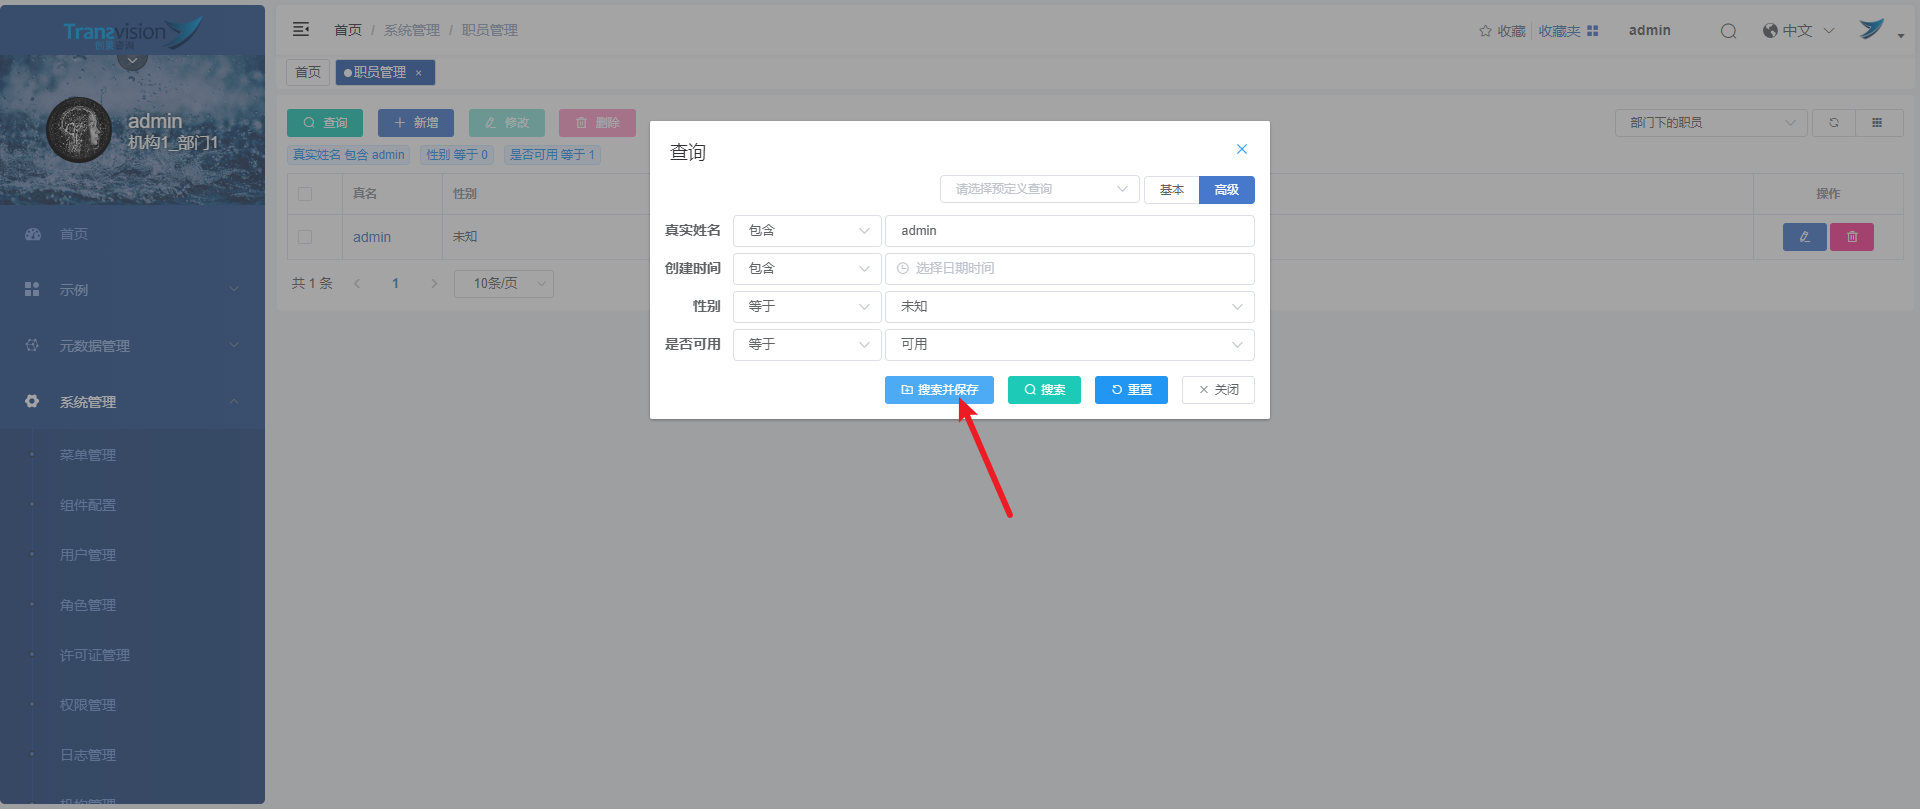 Transvision
创景咨询
admin
机构1_部门1
首页
示例
元数据管理
系统管理
菜单管理
组件配置
用户管理
角色管理
许可证管理
权限管理
日志管理
机构管理
首页 / 系统管理 / 职员管理
收藏 收藏夹 admin 中文
首页 职员管理 ×
查询 新增 修改 删除 部门下的职员
真实姓名 包含 admin 性别 等于 0 是否可用 等于 1
真名 性别 操作
admin 未知
共 1 条 1 10条/页
查询
请选择预定义查询 基本 高级
真实姓名 包含 admin
创建时间 包含 选择日期时间
性别 等于 未知
是否可用 等于 可用
搜索并保存 搜索 重置 关闭